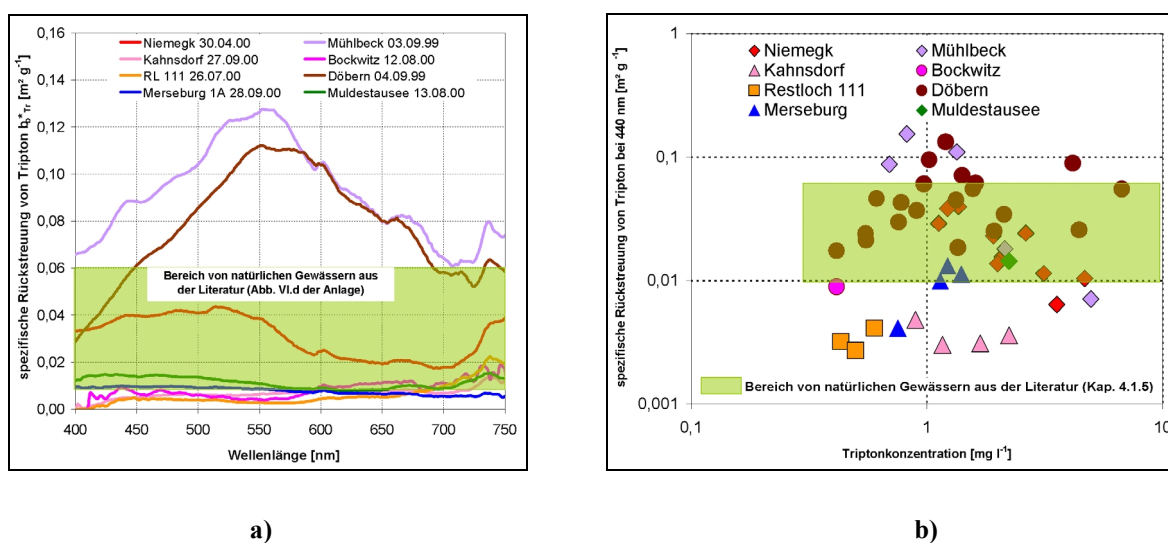 0,16
0,14
0,12
0,10
0,08
0,06
0,04
0,02
0,00
spezifische Rückstreuung von Tripton b_b*_Tr. [m² g⁻¹]
Niemegk 30.04.00
Mühlbeck 03.09.99
Kahnsdorf 27.09.00
Bockwitz 12.08.00
RL 111 26.07.00
Döbern 04.09.99
Merseburg 1A 28.09.00
Muldestausee 13.08.00
Bereich von natürlichen Gewässern aus
der Literatur (Abb. VI.d der Anlage)
400 450 500 550 600 650 700 750
Wellenlänge [nm]
a)
1
0,1
0,01
0,001
spezifische Rückstreuung von Tripton bei 440 nm [m² g⁻¹]
Niemegk
Mühlbeck
Kahnsdorf
Bockwitz
Restloch 111
Döbern
Merseburg
Muldestausee
Bereich von natürlichen Gewässern aus der Literatur (Kap. 4.1.5)
0,1 1 10
Triptonkonzentration [mg l⁻¹]
b)